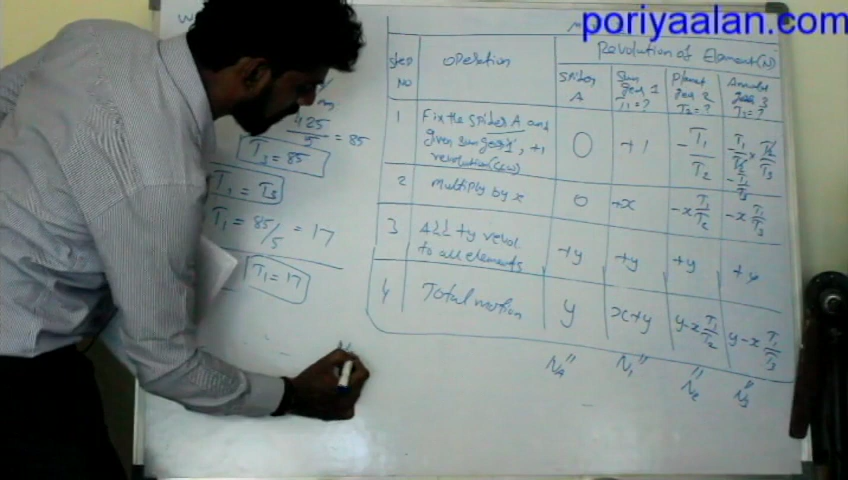 poriyaalan.com
W
m
425/5 = 85
T3 = 85
T1 = T3
T1 = 85/5 = 17
T1 = 17
Revolution of Element(N)
Step No
Operation
Spider A
Sun gear 1 T1 = ?
Planet gear 2 T2 = ?
Annular gear 3 T3 = ?
1
Fix the spider A and
given sun gear 1, +1
revolution
0
+1
-T1/T2
2
Multiply by x
0
+x
-x T1/T2
-x T1/T3
3
Add +y revol
to all elements
+y
+y
+y
+y
4
Total motion
y
x+y
y-x T1/T2
y-x T1/T3
NA
N1
N2
N3